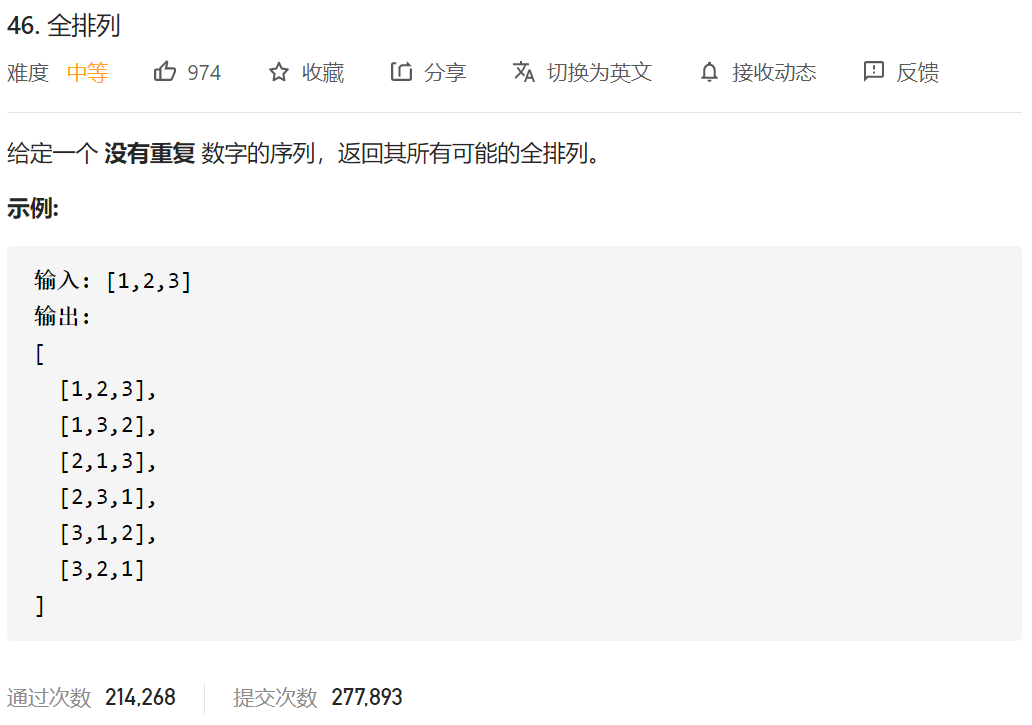 46. 全排列
难度 中等 974 收藏 分享 切换为英文 接收动态 反馈
给定一个 没有重复 数字的序列，返回其所有可能的全排列。
示例:
输入: [1,2,3]
输出:
[
  [1,2,3],
  [1,3,2],
  [2,1,3],
  [2,3,1],
  [3,1,2],
  [3,2,1]
]
通过次数 214,268 提交次数 277,893